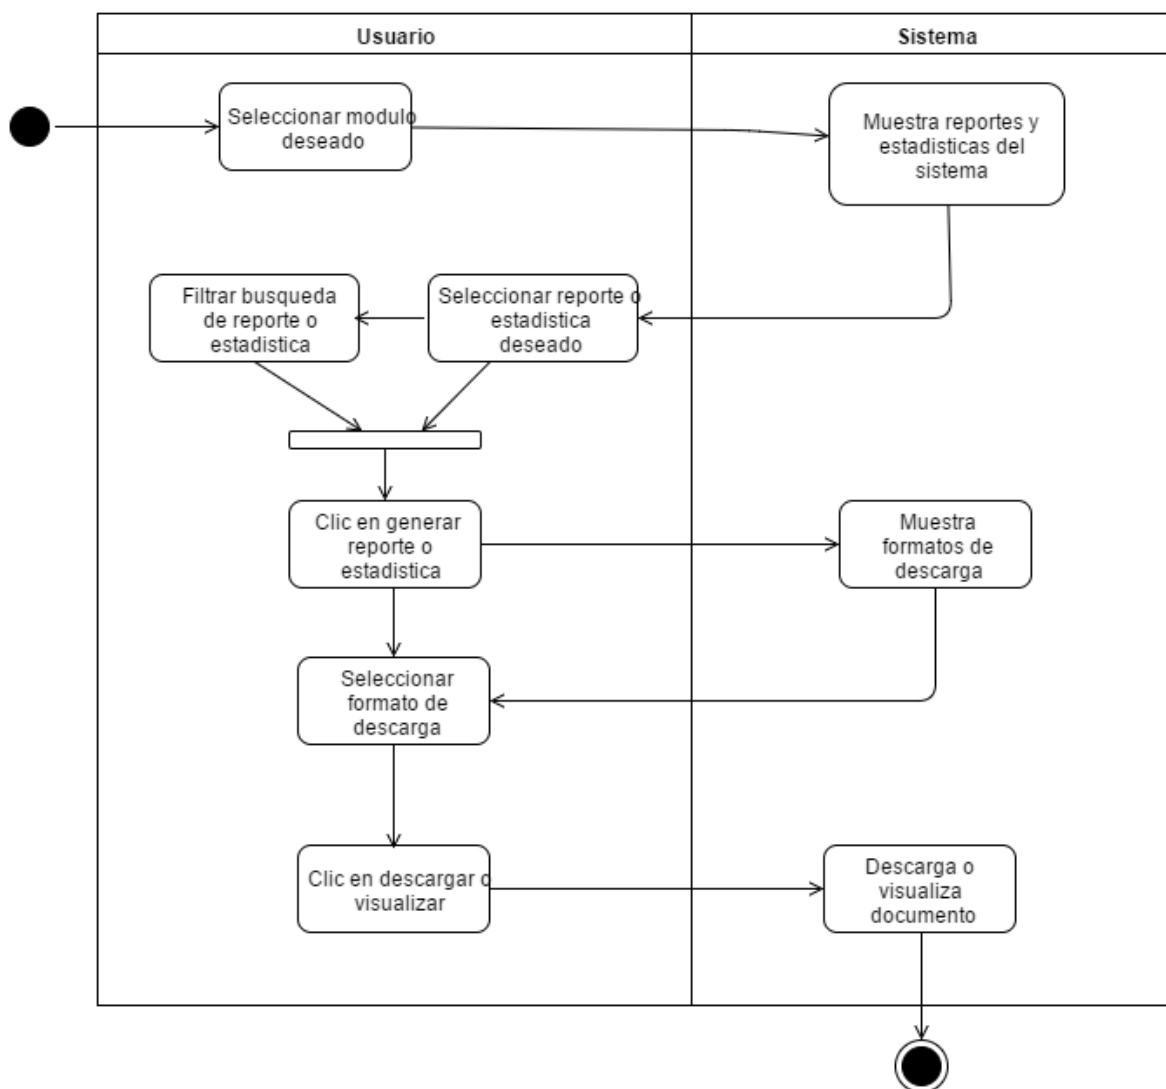 Usuario
Sistema
Seleccionar modulo
deseado
Muestra reportes y
estadisticas del
sistema
Filtrar busqueda
de reporte o
estadistica
Seleccionar reporte o
estadistica
deseado
Clic en generar
reporte o
estadistica
Muestra
formatos de
descarga
Seleccionar
formato de
descarga
Clic en descargar o
visualizar
Descarga o
visualiza
documento